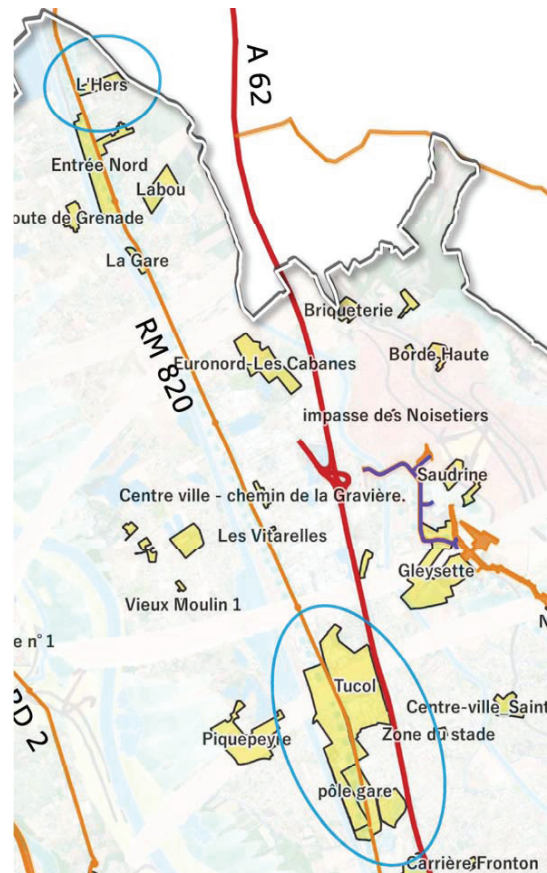 L'Hers
A 62
Entrée Nord
Labou
oute de Grenade
La Gare
Briqueterie
RM 820
Euronord-Les Cabanes
Borde Haute
impasse des Noisetiers
Saudrine
Centre ville - chemin de la Gravière.
Les Vitarelles
Gleysette
Vieux Moulin 1
N
e n°1
Tucol
RD 2
Centre-ville_Saint
Piquepeyre
Zone du stade
pôle gare
Carrière Fronton